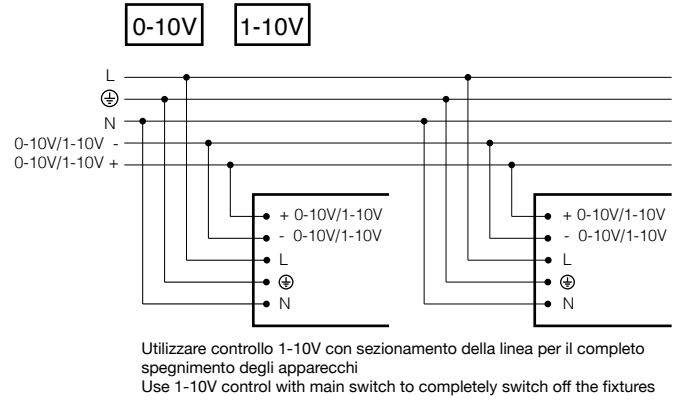 0-10V 1-10V
L
N
0-10V/1-10V -
0-10V/1-10V +
+ 0-10V/1-10V + 0-10V/1-10V
- 0-10V/1-10V - 0-10V/1-10V
L L
N N
Utilizzare controllo 1-10V con sezionamento della linea per il completo
spegnimento degli apparecchi
Use 1-10V control with main switch to completely switch off the fixtures